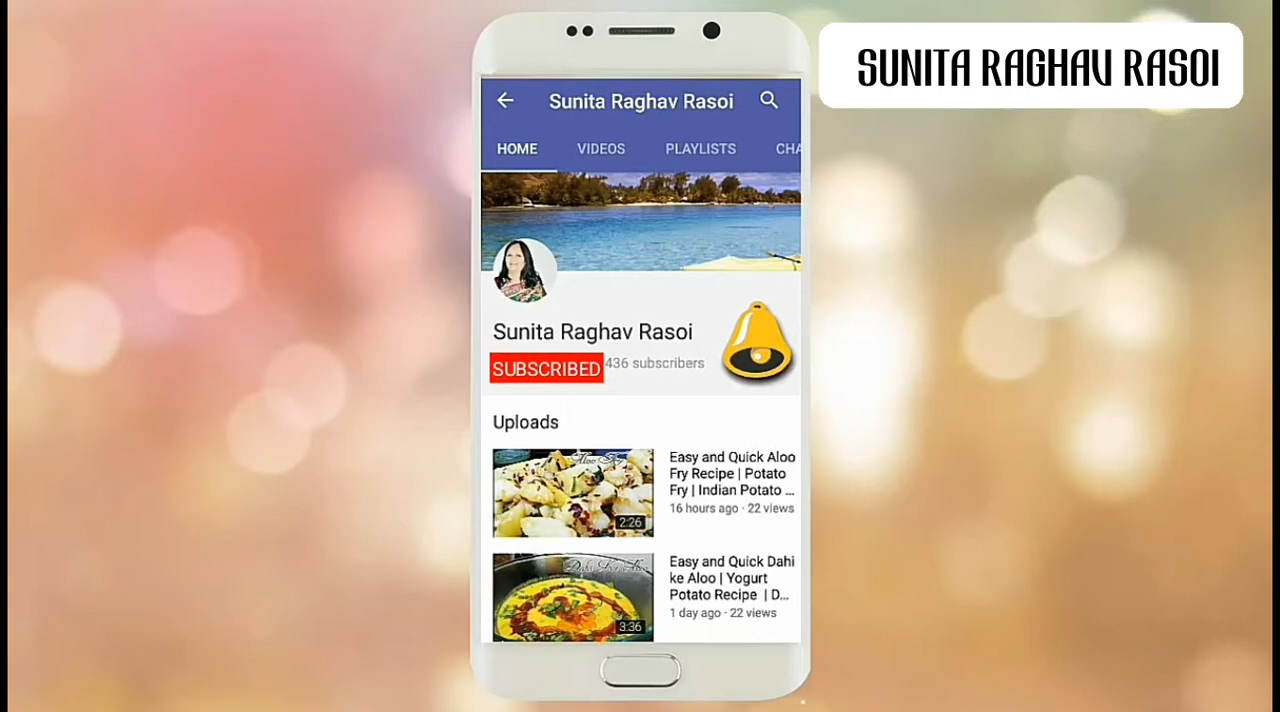 SUNITA RAGHAV RASOI
Sunita Raghav Rasoi
HOME VIDEOS PLAYLISTS CHA
Sunita Raghav Rasoi
SUBSCRIBED 436 subscribers
Uploads
Easy and Quick Aloo
Fry Recipe | Potato
Fry | Indian Potato ...
16 hours ago · 22 views
Aloo Fry
2:26
Easy and Quick Dahi
ke Aloo | Yogurt
Potato Recipe | D...
1 day ago · 22 views
3:36